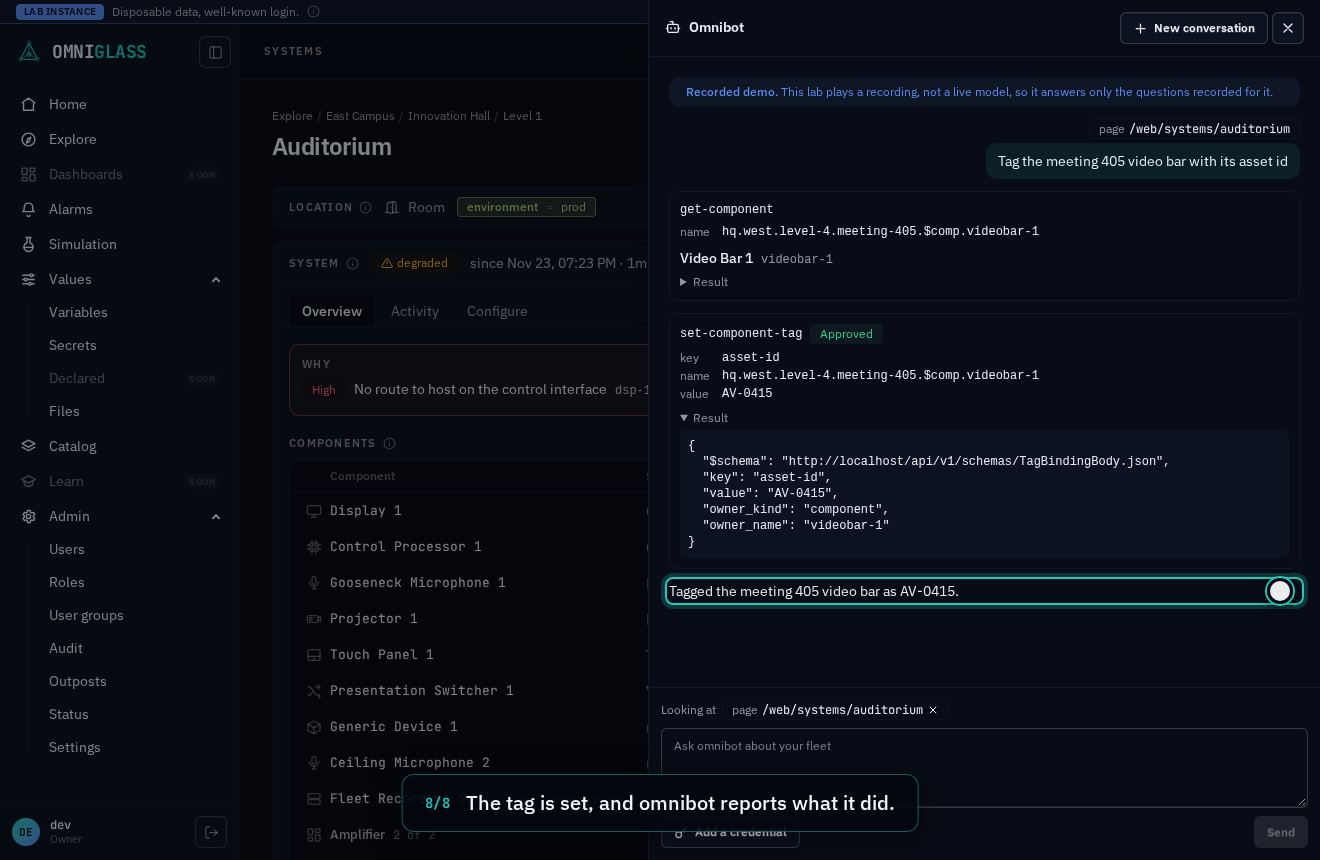 LAB INSTANCE Disposable data, well-known login.
OMNIGLASS
Home
Explore
Dashboards SOON
Alarms
Simulation
Values
Variables
Secrets
Declared SOON
Files
Catalog
Learn SOON
Admin
Users
Roles
User groups
Audit
Outposts
Status
Settings
DE dev
Owner
SYSTEMS
Explore / East Campus / Innovation Hall / Level 1
Auditorium
LOCATION Room environment = prod
SYSTEM degraded since Nov 23, 07:23 PM · 1m
Overview Activity Configure
WHY
High No route to host on the control interface dsp-1
COMPONENTS
Component
Display 1
Control Processor 1
Gooseneck Microphone 1
Projector 1
Touch Panel 1
Presentation Switcher 1
Generic Device 1
Ceiling Microphone 2
Fleet
Amplifier 2 of 2
Omnibot
New conversation
Recorded demo. This lab plays a recording, not a live model, so it answers only the questions recorded for it.
page /web/systems/auditorium
Tag the meeting 405 video bar with its asset id
get-component
name hq.west.level-4.meeting-405.$comp.videobar-1
Video Bar 1 videobar-1
Result
set-component-tag Approved
key asset-id
name hq.west.level-4.meeting-405.$comp.videobar-1
value AV-0415
Result
{
"$schema": "http://localhost/api/v1/schemas/TagBindingBody.json",
"key": "asset-id",
"value": "AV-0415",
"owner_kind": "component",
"owner_name": "videobar-1"
}
Tagged the meeting 405 video bar as AV-0415.
Looking at page /web/systems/auditorium
Ask omnibot about your fleet
Add a credential
Send
8/8 The tag is set, and omnibot reports what it did.